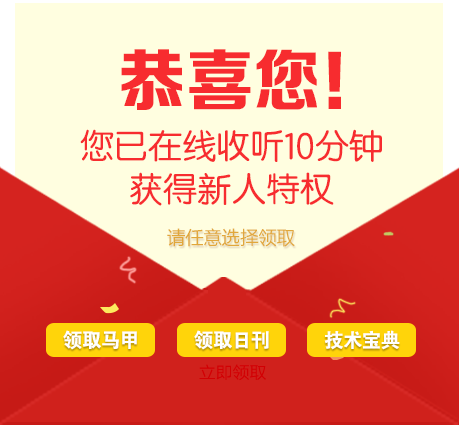 恭喜您!
您已在线收听10分钟
获得新人特权
请任意选择领取
领取马甲 领取日刊 技术宝典
立即领取